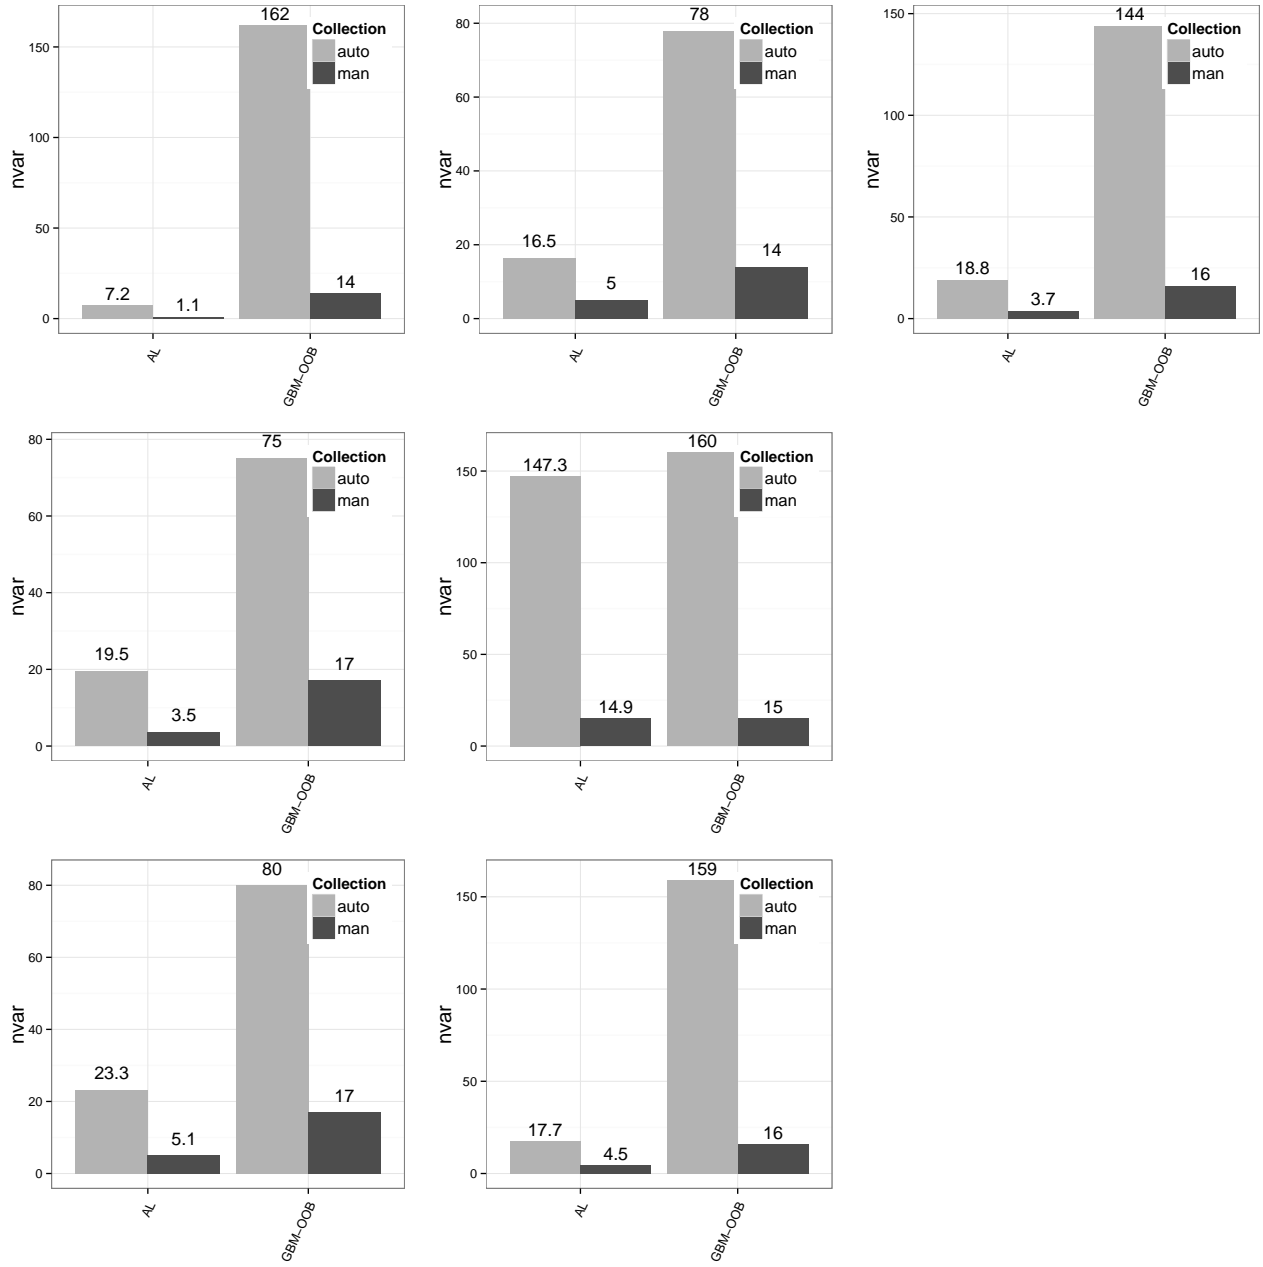 162
Collection
auto
man
150
100
50
0
nvar
7.2
1.1
14
AL
GBM−OOB
78
Collection
auto
man
80
60
40
20
0
nvar
16.5
5
14
AL
GBM−OOB
144
Collection
auto
man
150
100
50
0
nvar
18.8
3.7
16
AL
GBM−OOB
75
Collection
auto
man
80
60
40
20
0
nvar
19.5
3.5
17
AL
GBM−OOB
160
Collection
auto
man
150
100
50
0
nvar
147.3
14.9
15
AL
GBM−OOB
80
Collection
auto
man
80
60
40
20
0
nvar
23.3
5.1
17
AL
GBM−OOB
159
Collection
auto
man
150
100
50
0
nvar
17.7
4.5
16
AL
GBM−OOB